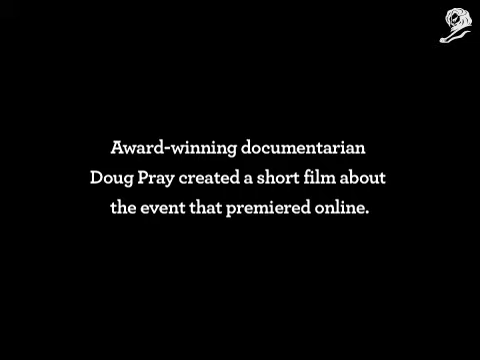 Award-winning documentarian
Doug Pray created a short film about
the event that premiered online.